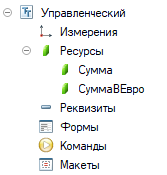 Управленческий
Измерения
Ресурсы
Сумма
СуммаВЕвро
Реквизиты
Формы
Команды
Макеты